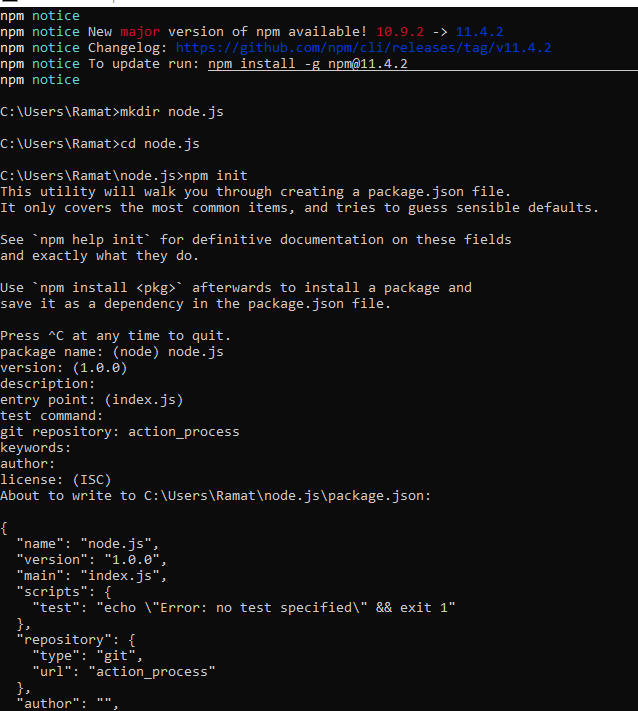 npm notice
npm notice New major version of npm available! 10.9.2 -> 11.4.2
npm notice Changelog: https://github.com/npm/cli/releases/tag/v11.4.2
npm notice To update run: npm install -g npm@11.4.2
npm notice
C:\Users\Ramat>mkdir node.js
C:\Users\Ramat>cd node.js
C:\Users\Ramat\node.js>npm init
This utility will walk you through creating a package.json file.
It only covers the most common items, and tries to guess sensible defaults.
See `npm help init` for definitive documentation on these fields
and exactly what they do.
Use `npm install <pkg>` afterwards to install a package and
save it as a dependency in the package.json file.
Press ^C at any time to quit.
package name: (node) node.js
version: (1.0.0)
description:
entry point: (index.js)
test command:
git repository: action_process
keywords:
author:
license: (ISC)
About to write to C:\Users\Ramat\node.js\package.json:
{
  "name": "node.js",
  "version": "1.0.0",
  "main": "index.js",
  "scripts": {
    "test": "echo \"Error: no test specified\" && exit 1"
  },
  "repository": {
    "type": "git",
    "url": "action_process"
  },
  "author": "",